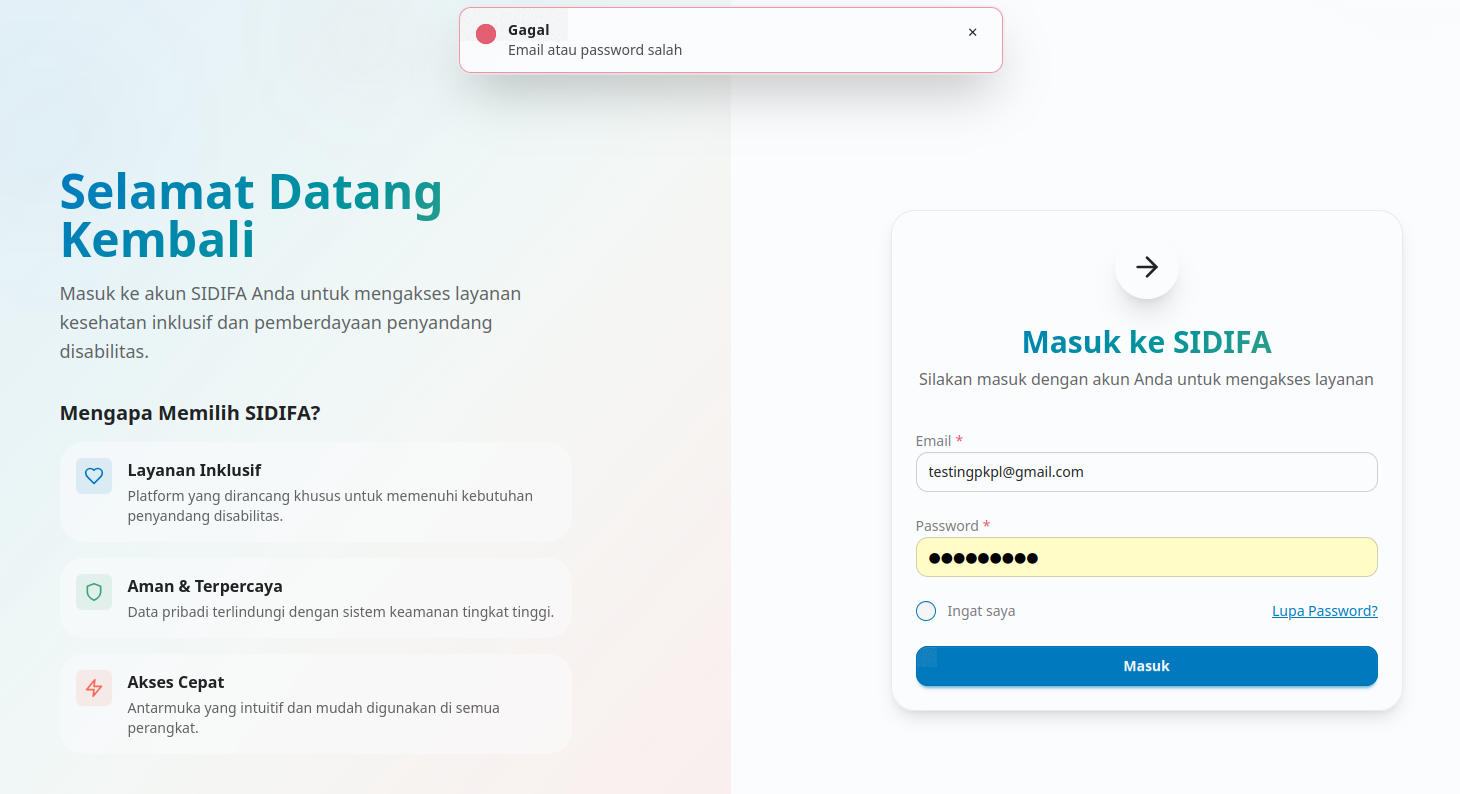 Gagal
Email atau password salah
Selamat Datang
Kembali
Masuk ke akun SIDIFA Anda untuk mengakses layanan
kesehatan inklusif dan pemberdayaan penyandang
disabilitas.
Mengapa Memilih SIDIFA?
Layanan Inklusif
Platform yang dirancang khusus untuk memenuhi kebutuhan
penyandang disabilitas.
Aman & Terpercaya
Data pribadi terlindungi dengan sistem keamanan tingkat tinggi.
Akses Cepat
Antarmuka yang intuitif dan mudah digunakan di semua
perangkat.
Masuk ke SIDIFA
Silakan masuk dengan akun Anda untuk mengakses layanan
Email *
testingpkpl@gmail.com
Password *
●●●●●●●●●
Ingat saya
Lupa Password?
Masuk